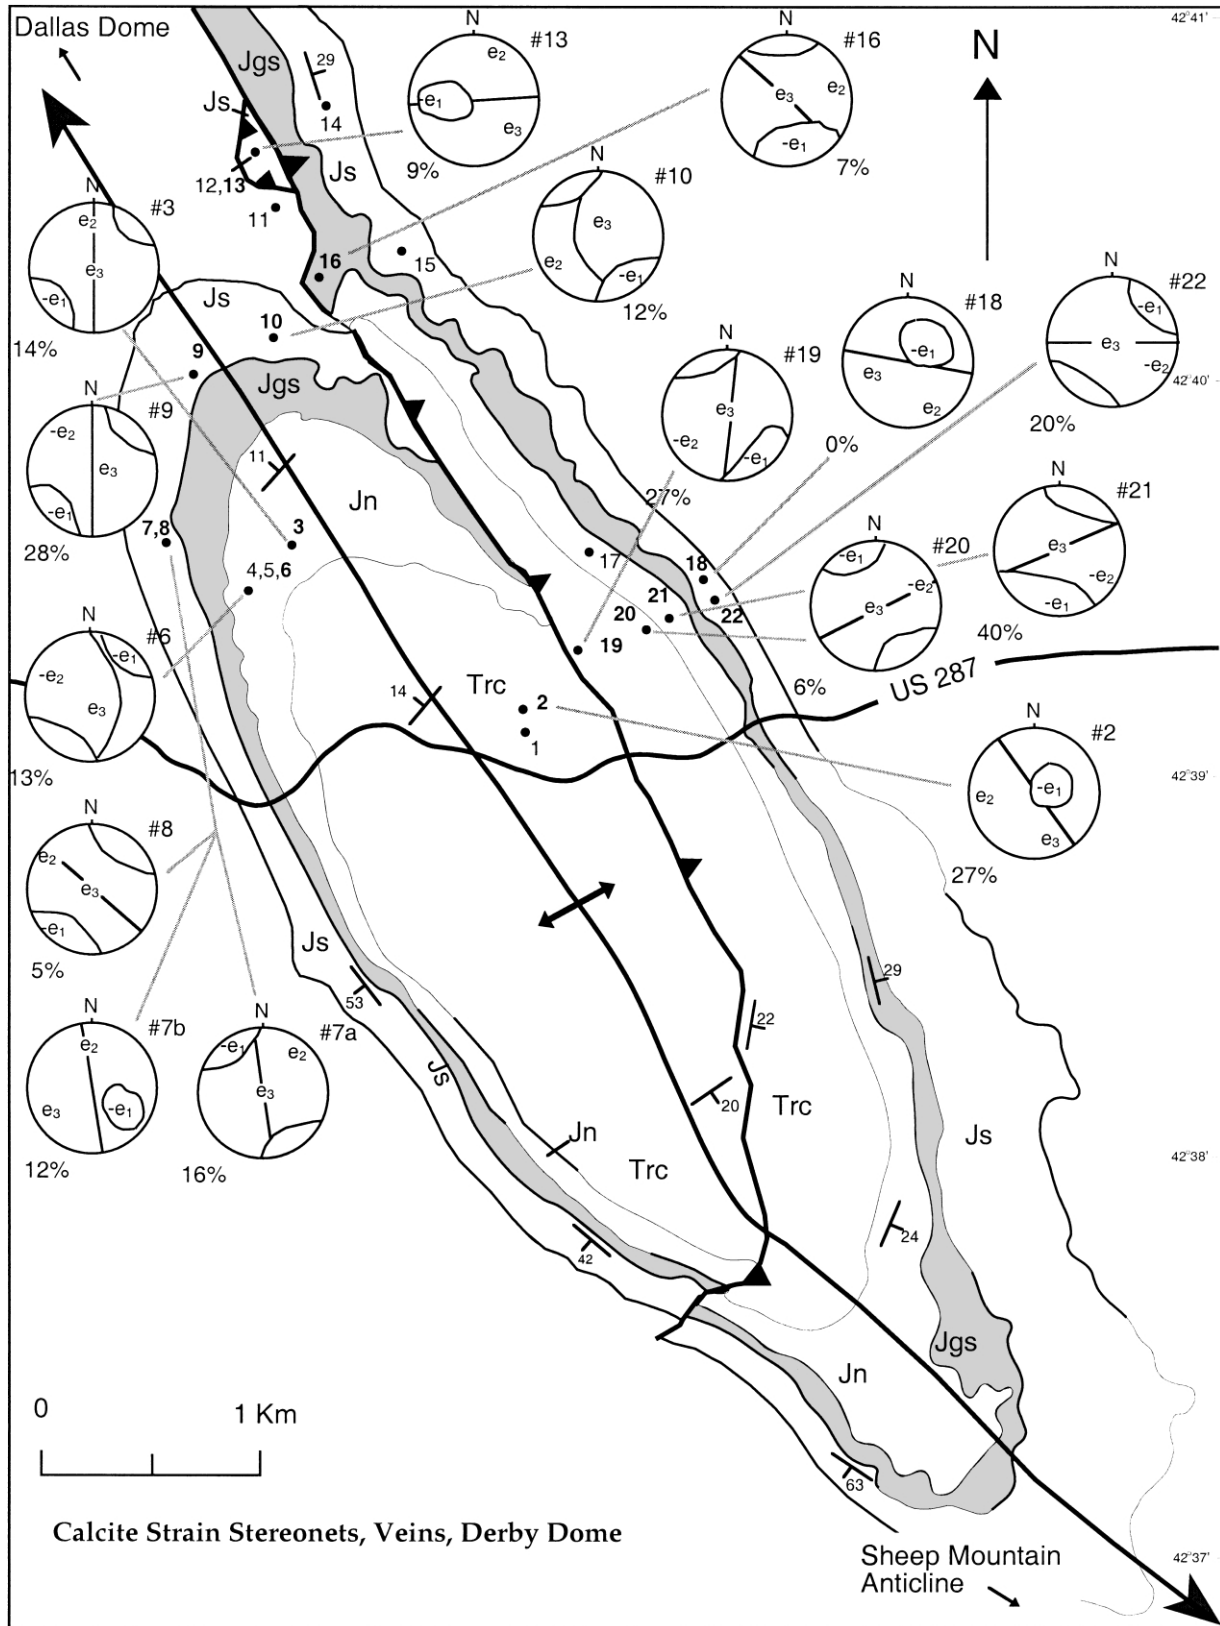 Dallas Dome
N
#13
-e₁
e₂
e₃
9%
N
#16
e₃
e₂
-e₁
7%
N
42°41'
Jgs
29
14
Js
Js
12,13
11
16
15
N
#10
e₃
e₂
-e₁
12%
N
#3
e₂
e₃
-e₁
14%
Js
10
9
Jgs
N
#19
e₃
-e₂
-e₁
27%
N
#18
-e₁
e₃
e₂
0%
N
#22
-e₁
e₃
-e₂
20%
42°40'
N
#9
-e₂
e₃
-e₁
28%
11
Jn
3
7,8
4,5,6
17
18
21
20
22
19
N
#20
-e₁
-e₂
e₃
6%
N
#21
e₃
-e₂
-e₁
40%
US 287
N
#6
-e₁
-e₂
e₃
13%
14
Trc
2
1
N
#2
-e₁
e₂
e₃
27%
42°39'
N
#8
e₂
e₃
-e₁
5%
Js
53
Js
29
22
N
#7b
e₂
e₃
-e₁
12%
N
#7a
-e₁
e₂
e₃
16%
20
Trc
Js
42°38'
Jn
Trc
42
24
Jgs
Jn
63
0
1 Km
Calcite Strain Stereonets, Veins, Derby Dome
Sheep Mountain
Anticline
42°37'